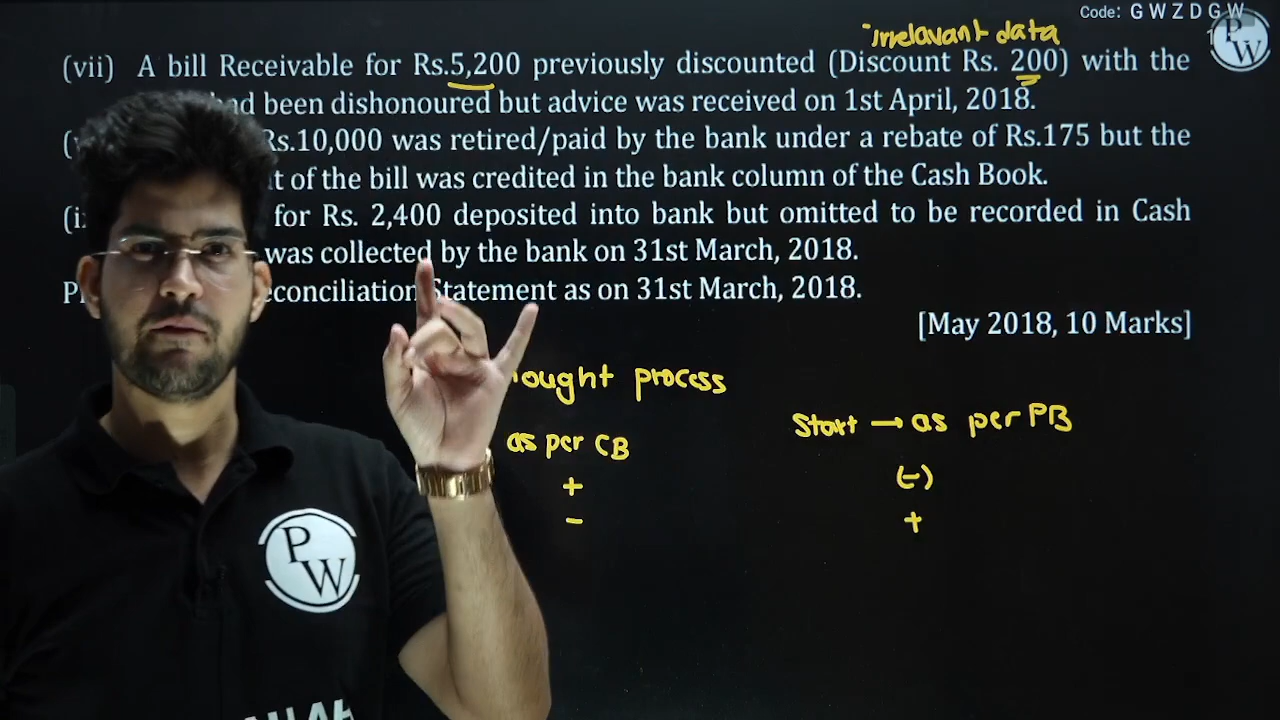 Code: G W Z D G W
irrelavant data
(vii) A bill Receivable for Rs.5,200 previously discounted (Discount Rs. 200) with the
had been dishonoured but advice was received on 1st April, 2018.
Rs.10,000 was retired/paid by the bank under a rebate of Rs.175 but the
of the bill was credited in the bank column of the Cash Book.
for Rs. 2,400 deposited into bank but omitted to be recorded in Cash
was collected by the bank on 31st March, 2018.
Statement as on 31st March, 2018.
[May 2018, 10 Marks]
process
as per CB
+
-
Start → as per PB
(-)
+
PW
PW